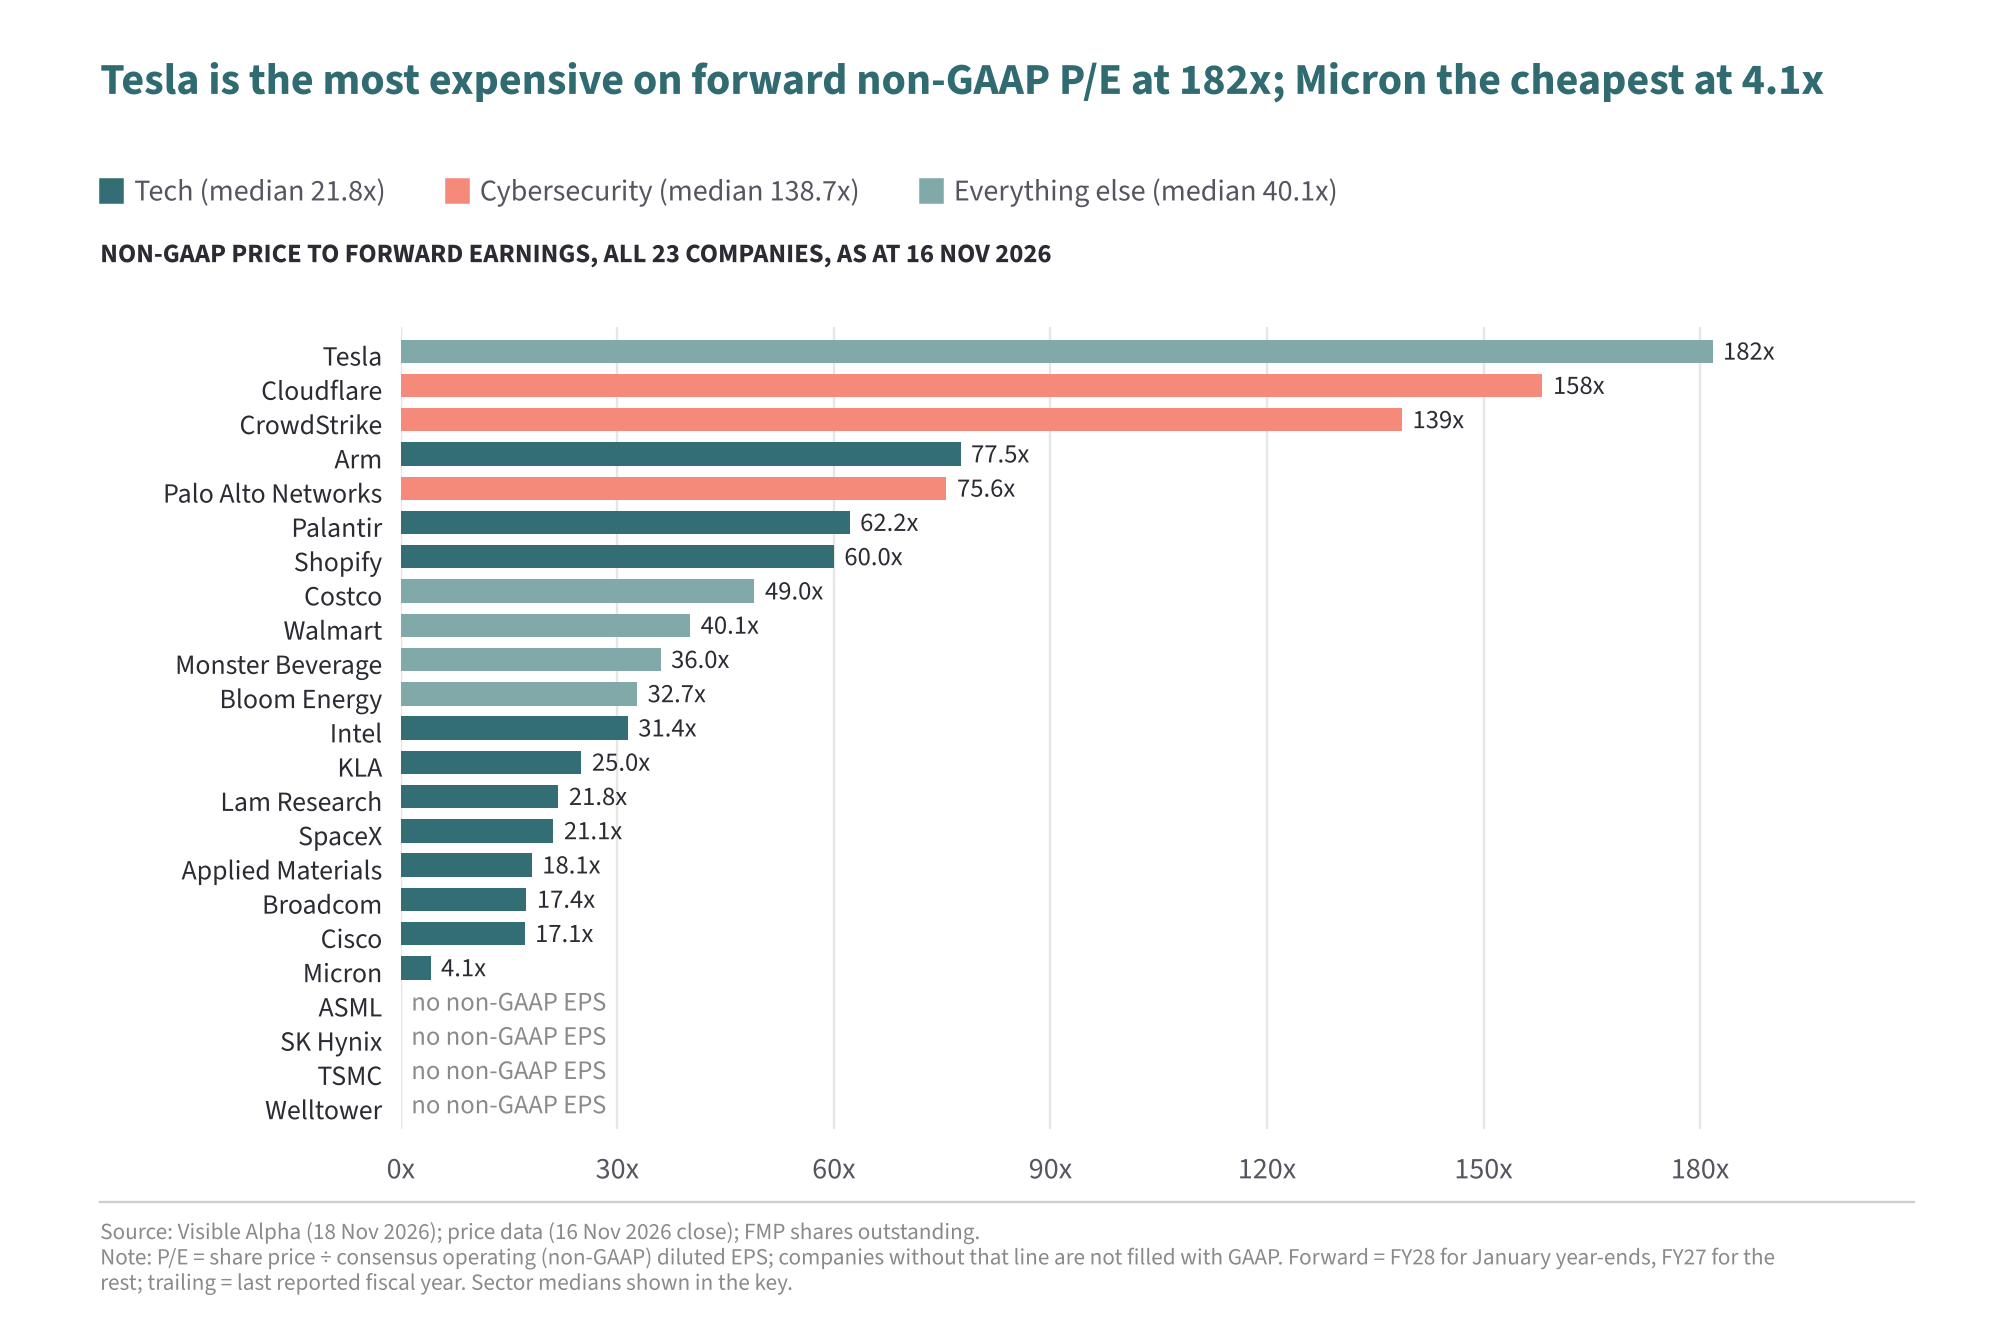 Tesla is the most expensive on forward non-GAAP P/E at 182x; Micron the cheapest at 4.1x
Tech (median 21.8x) Cybersecurity (median 138.7x) Everything else (median 40.1x)
NON-GAAP PRICE TO FORWARD EARNINGS, ALL 23 COMPANIES, AS AT 16 NOV 2026
Tesla 182x
Cloudflare 158x
CrowdStrike 139x
Arm 77.5x
Palo Alto Networks 75.6x
Palantir 62.2x
Shopify 60.0x
Costco 49.0x
Walmart 40.1x
Monster Beverage 36.0x
Bloom Energy 32.7x
Intel 31.4x
KLA 25.0x
Lam Research 21.8x
SpaceX 21.1x
Applied Materials 18.1x
Broadcom 17.4x
Cisco 17.1x
Micron 4.1x
ASML no non-GAAP EPS
SK Hynix no non-GAAP EPS
TSMC no non-GAAP EPS
Welltower no non-GAAP EPS
0x 30x 60x 90x 120x 150x 180x
Source: Visible Alpha (18 Nov 2026); price data (16 Nov 2026 close); FMP shares outstanding.
Note: P/E = share price ÷ consensus operating (non-GAAP) diluted EPS; companies without that line are not filled with GAAP. Forward = FY28 for January year-ends, FY27 for the
rest; trailing = last reported fiscal year. Sector medians shown in the key.